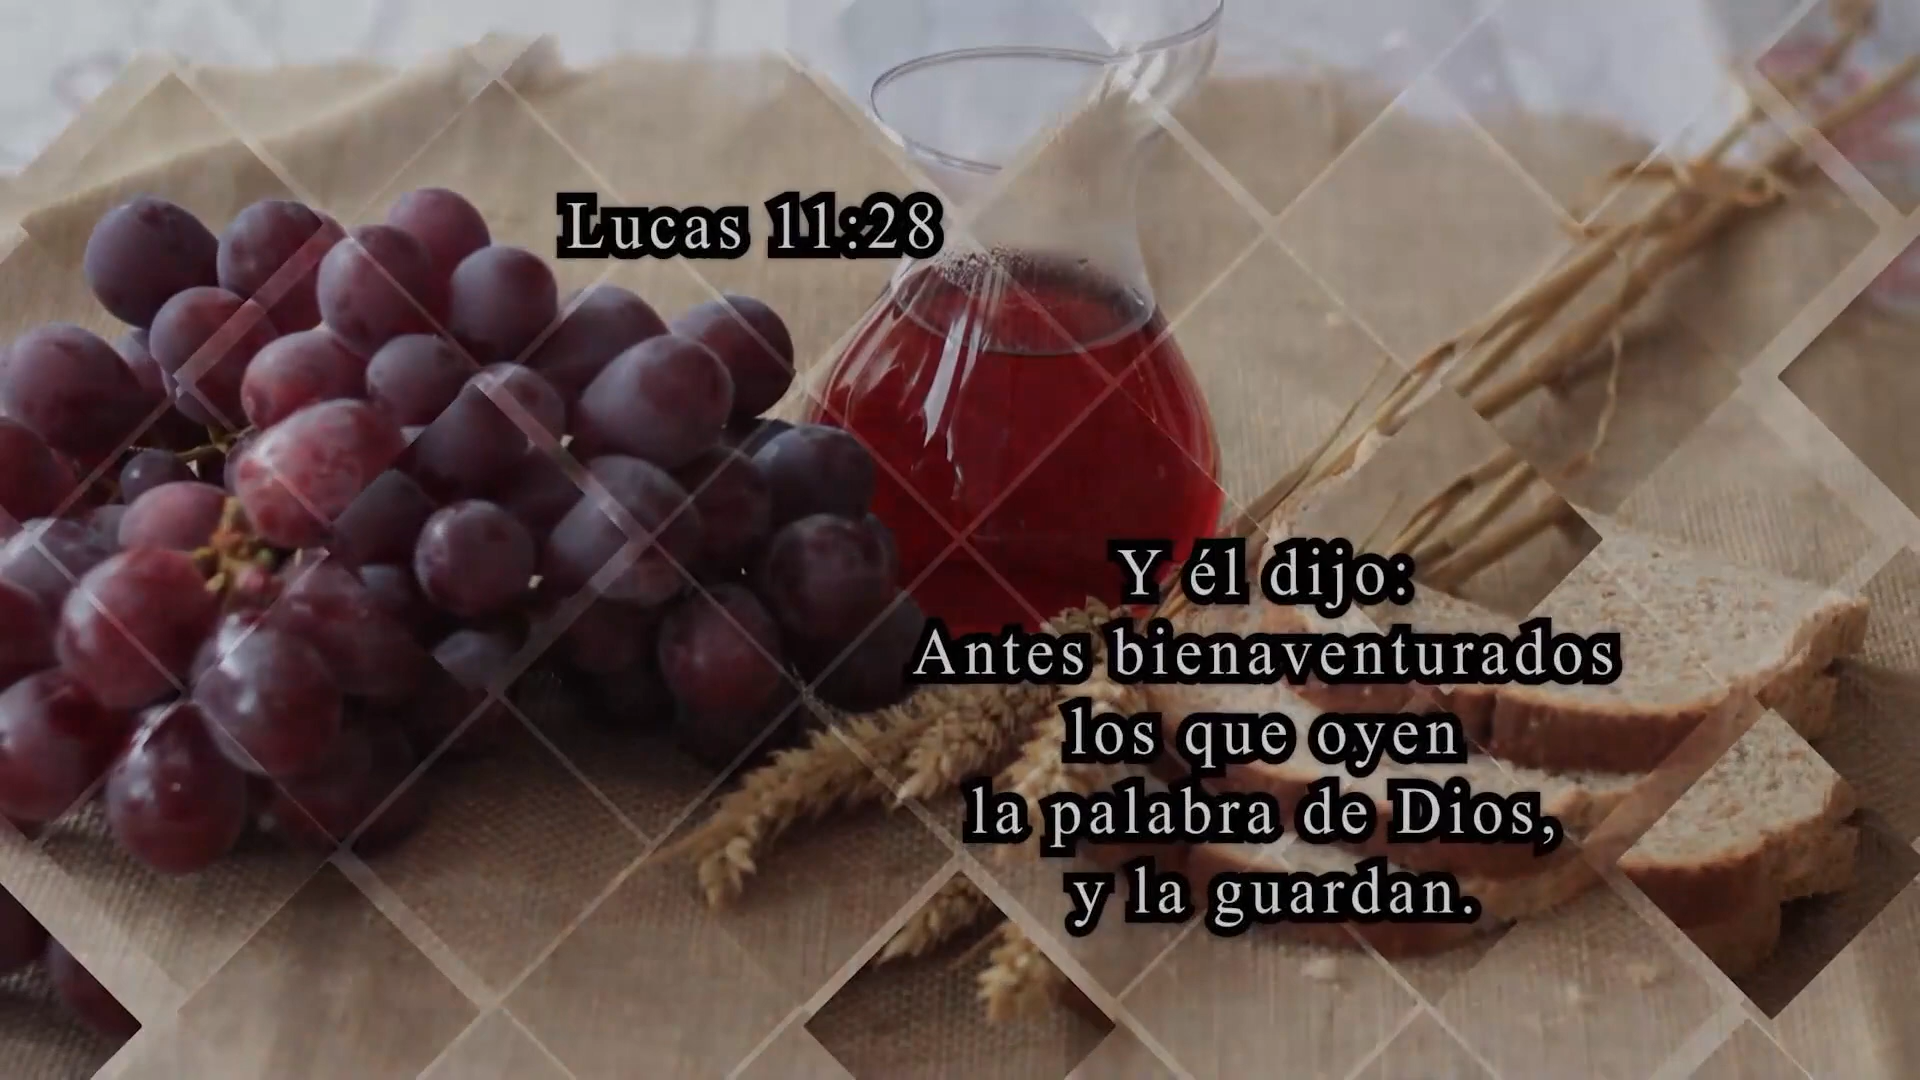 Lucas 11:28
Y él dijo:
Antes bienaventurados
los que oyen
la palabra de Dios,
y la guardan.